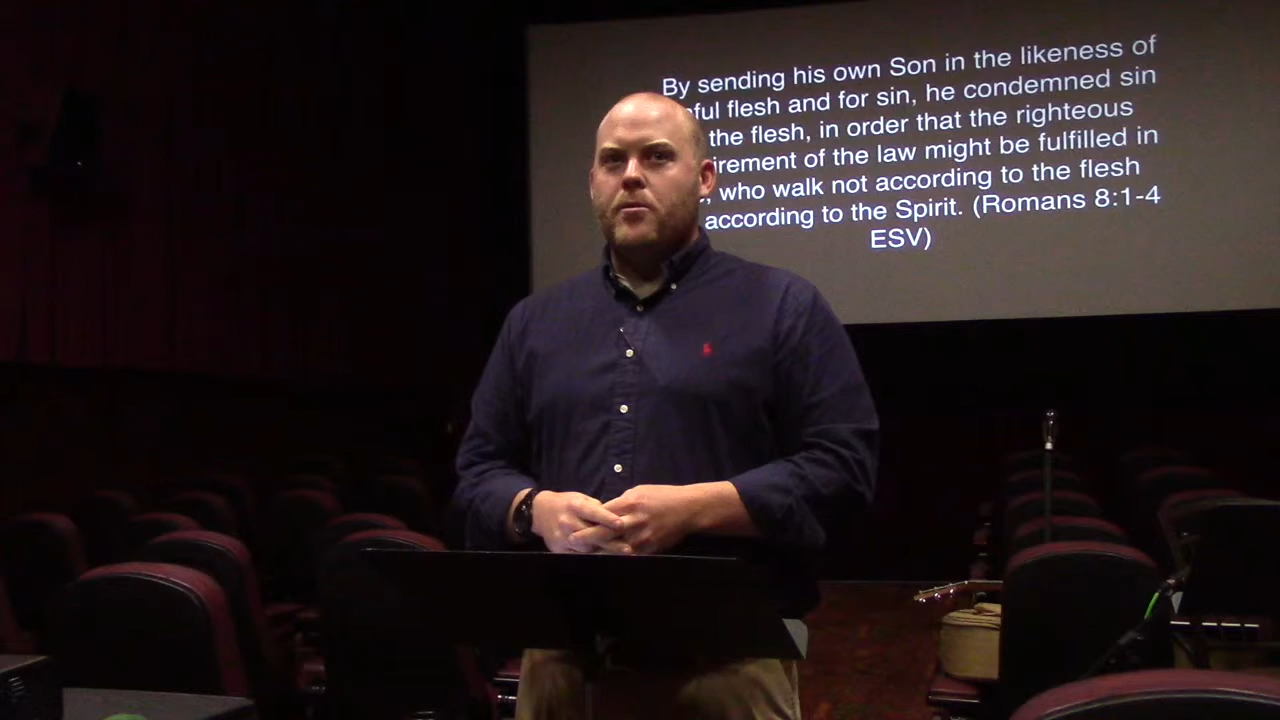 By sending his own Son in the likeness of
flesh and for sin, he condemned sin
the flesh, in order that the righteous
of the law might be fulfilled in
who walk not according to the flesh
according to the Spirit. (Romans 8:1-4
ESV)